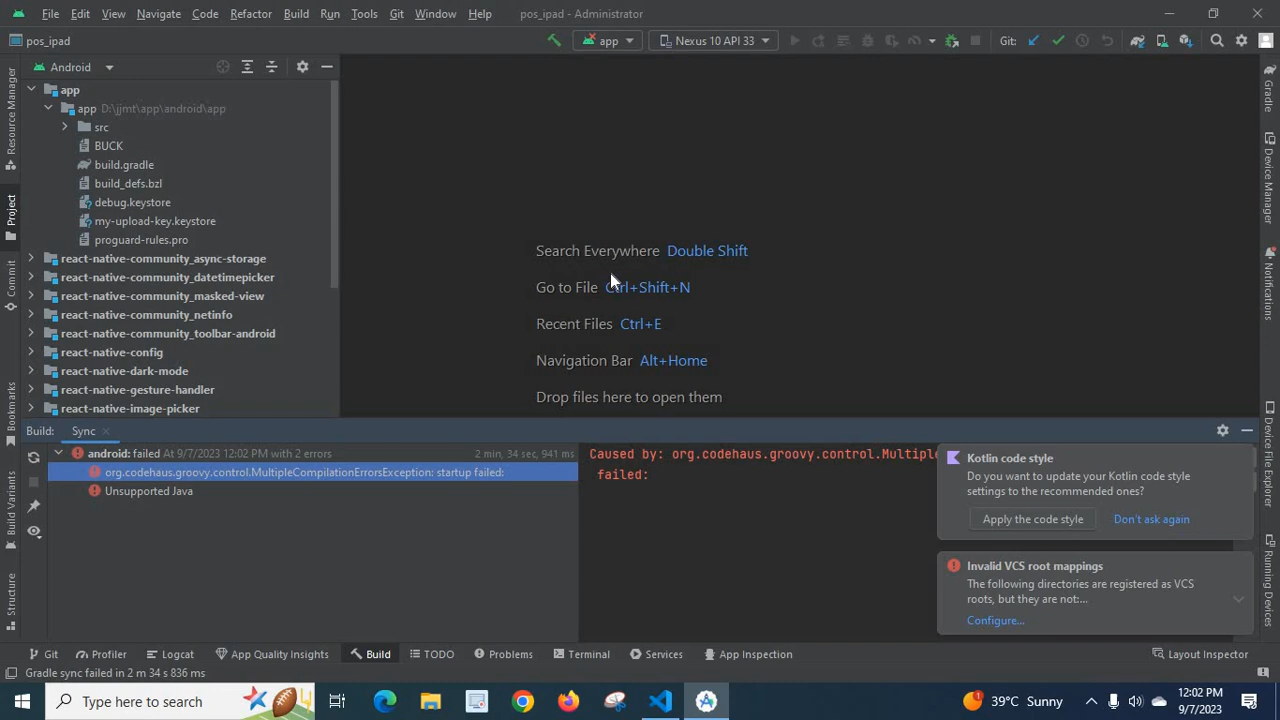 File Edit View Navigate Code Refactor Build Run Tools Git Window Help pos_ipad - Administrator
pos_ipad app Nexus 10 API 33 Git:
Android
Resource Manager
Project
Commit
Bookmarks
Build Variants
Structure
app
app D:\jjmt\app\android\app
src
BUCK
build.gradle
build_defs.bzl
debug.keystore
my-upload-key.keystore
proguard-rules.pro
react-native-community_async-storage
react-native-community_datetimepicker
react-native-community_masked-view
react-native-community_netinfo
react-native-community_toolbar-android
react-native-config
react-native-dark-mode
react-native-gesture-handler
react-native-image-picker
Search Everywhere Double Shift
Go to File Ctrl+Shift+N
Recent Files Ctrl+E
Navigation Bar Alt+Home
Drop files here to open them
Gradle
Device Manager
Notifications
Device File Explorer
Running Devices
Build: Sync
android: failed At 9/7/2023 12:02 PM with 2 errors 2 min, 34 sec, 941 ms
org.codehaus.groovy.control.MultipleCompilationErrorsException: startup failed:
Unsupported Java
Caused by: org.codehaus.groovy.control.Multiple
failed:
Kotlin code style
Do you want to update your Kotlin code style
settings to the recommended ones?
Apply the code style Don't ask again
Invalid VCS root mappings
The following directories are registered as VCS
roots, but they are not:...
Configure...
Git Profiler Logcat App Quality Insights Build TODO Problems Terminal Services App Inspection Layout Inspector
Gradle sync failed in 2 m 34 s 836 ms
Type here to search 1 39°C Sunny 12:02 PM
9/7/2023